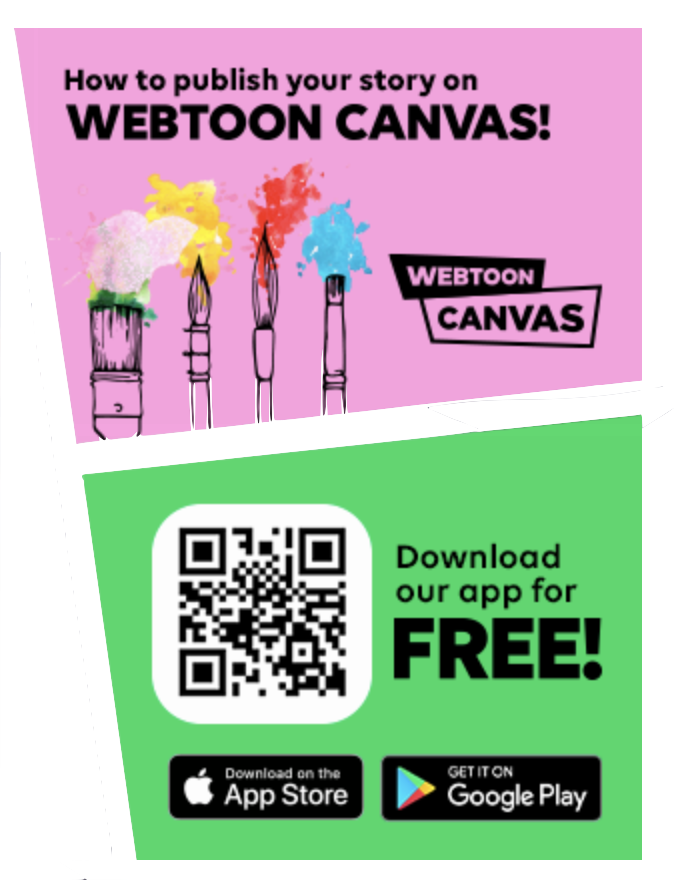 How to publish your story on
WEBTOON CANVAS!
WEBTOON
CANVAS
Download
our app for
FREE!
Download on the
App Store
GET IT ON
Google Play